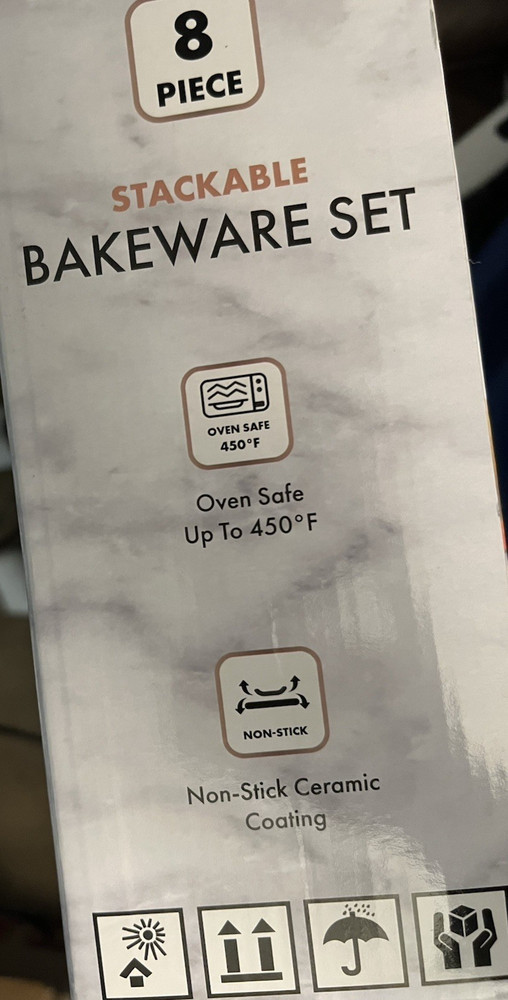 8
PIECE
STACKABLE
BAKEWARE SET
OVEN SAFE
450°F
Oven Safe
Up To 450°F
NON-STICK
Non-Stick Ceramic
Coating